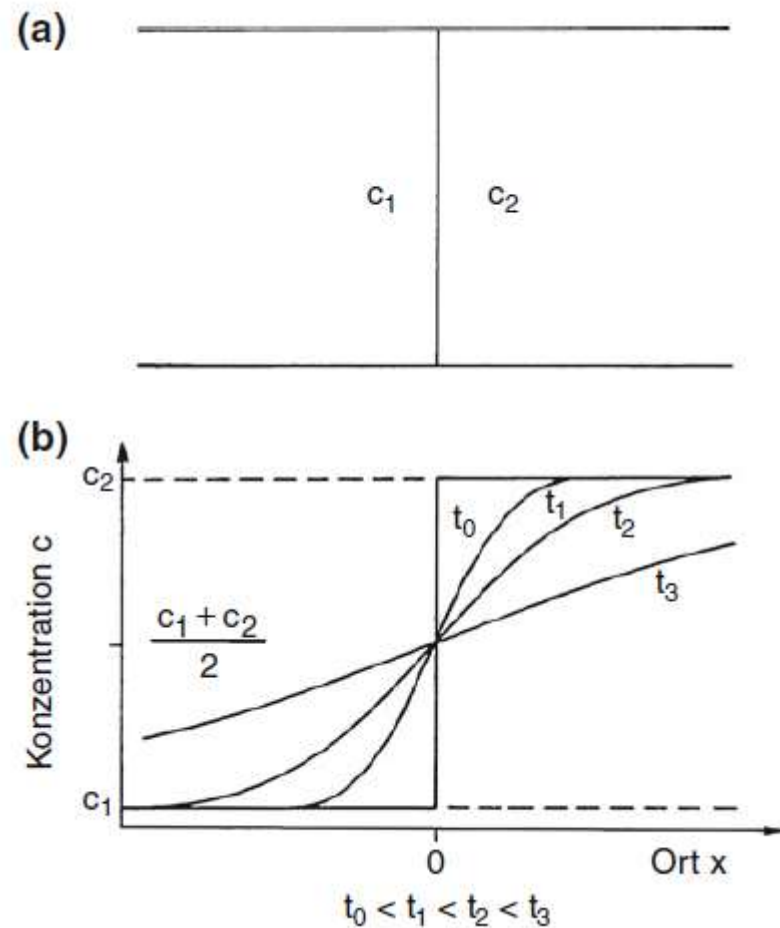 (a)
c₁ c₂
(b)
c₂
t₀ t₁ t₂
t₃
c₁ + c₂
2
Konzentration c
c₁
0 Ort x
t₀ < t₁ < t₂ < t₃